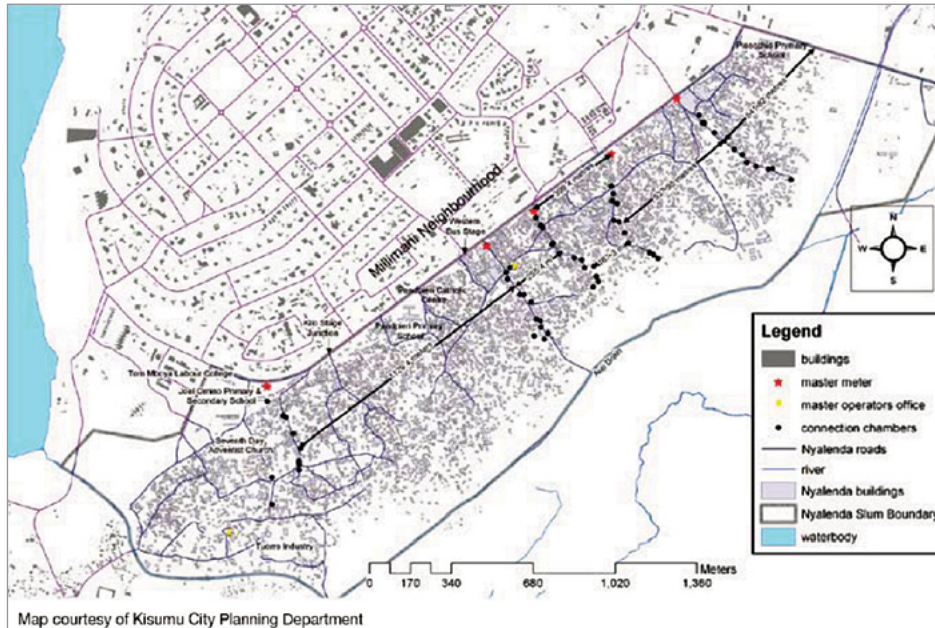 Pinecchio Primary
School
Millimani Neighbourhood
Western
Bus Stage
Pandpieri Catholic
Centre
Pandpieri Primary
School
Kilo Stage
Junction
Tom Mboya Labour College
Joel Omino Primary &
Secondary School
Seventh Day
Adventist Church
Industry
Nyalenda
N
W
E
S
Legend
buildings
master meter
master operators office
connection chambers
Nyalenda roads
river
Nyalenda buildings
Nyalenda Slum Boundary
waterbody
Meters
0 170 340 680 1,020 1,360
Map courtesy of Kisumu City Planning Department